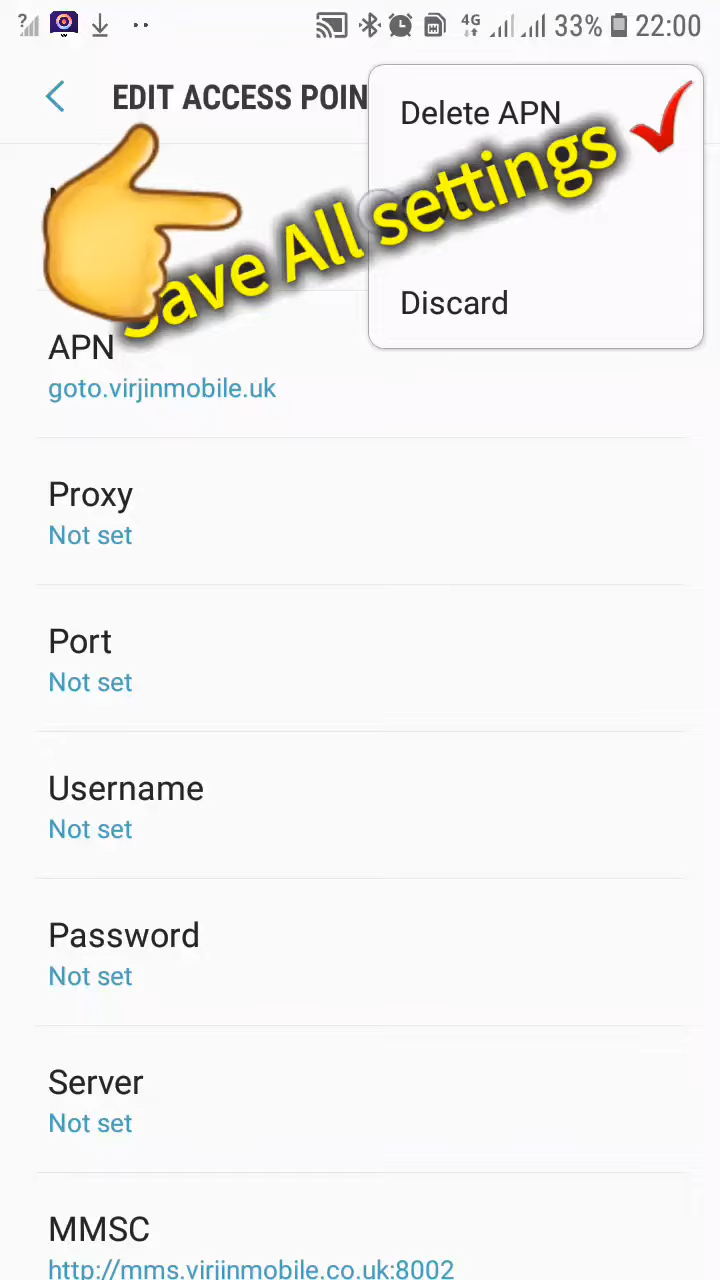 4G 33% 22:00
EDIT ACCESS POIN
Delete APN
Save All settings
Discard
APN
goto.virjinmobile.uk
Proxy
Not set
Port
Not set
Username
Not set
Password
Not set
Server
Not set
MMSC
http://mms.virjinmobile.co.uk:8002